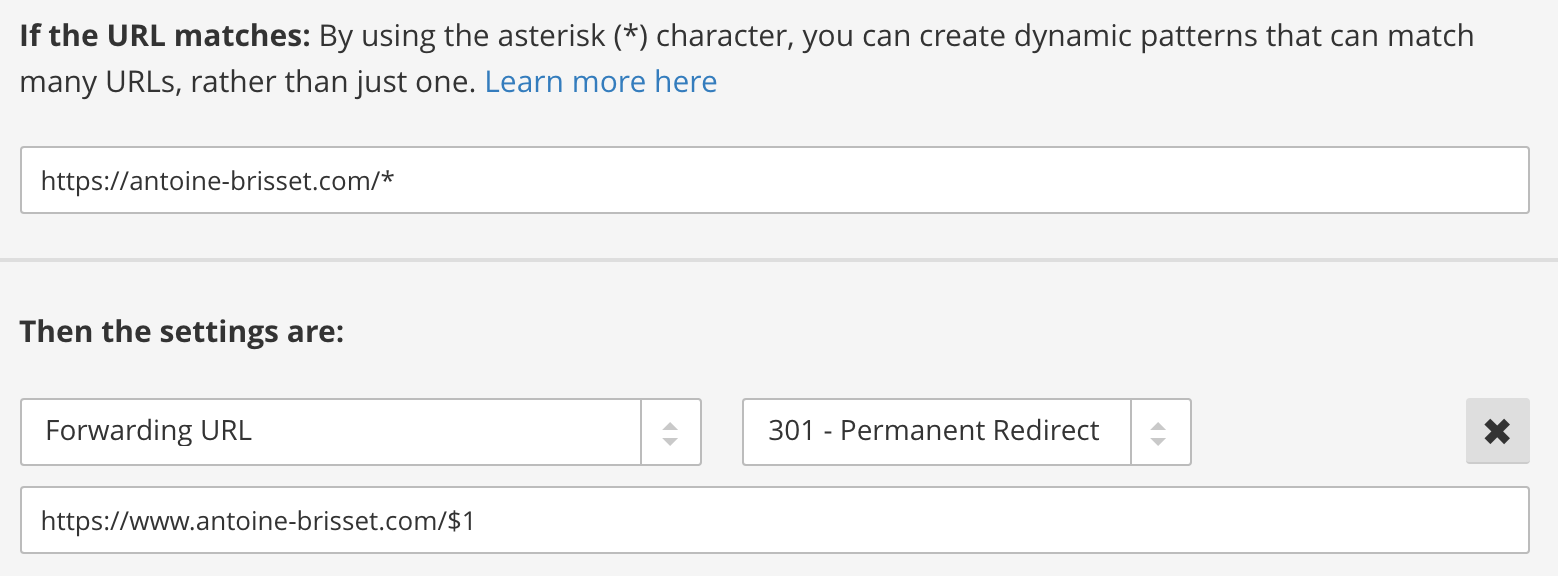 If the URL matches: By using the asterisk (*) character, you can create dynamic patterns that can match
many URLs, rather than just one. Learn more here
https://antoine-brisset.com/*
Then the settings are:
Forwarding URL
301 - Permanent Redirect
https://www.antoine-brisset.com/$1